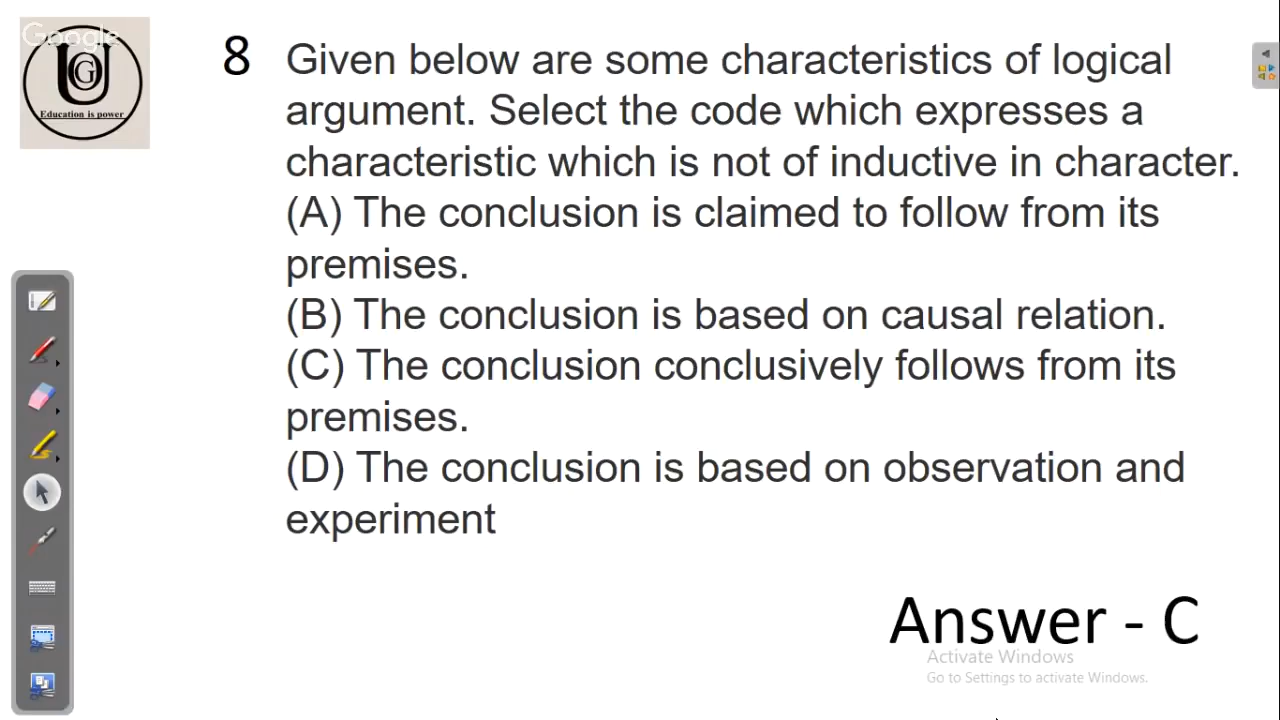 Google
U
G
Education is power
8
Given below are some characteristics of logical
argument. Select the code which expresses a
characteristic which is not of inductive in character.
(A) The conclusion is claimed to follow from its
premises.
(B) The conclusion is based on causal relation.
(C) The conclusion conclusively follows from its
premises.
(D) The conclusion is based on observation and
experiment
Answer - C
Activate Windows
Go to Settings to activate Windows.